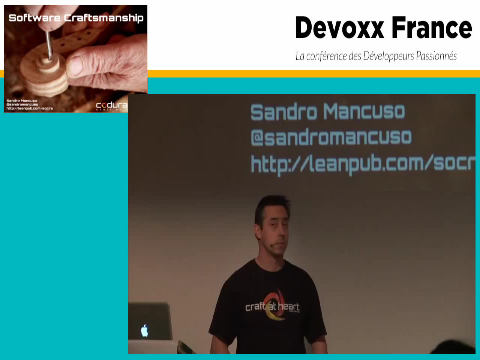 Software Craftsmanship
Sandro Mancuso
@sandromancuso
http://leanpub.com/socra
codurance
Devoxx France
La conférence des Développeurs Passionnés
Sandro Mancuso
@sandromancuso
http://leanpub.com/socr
craft at heart